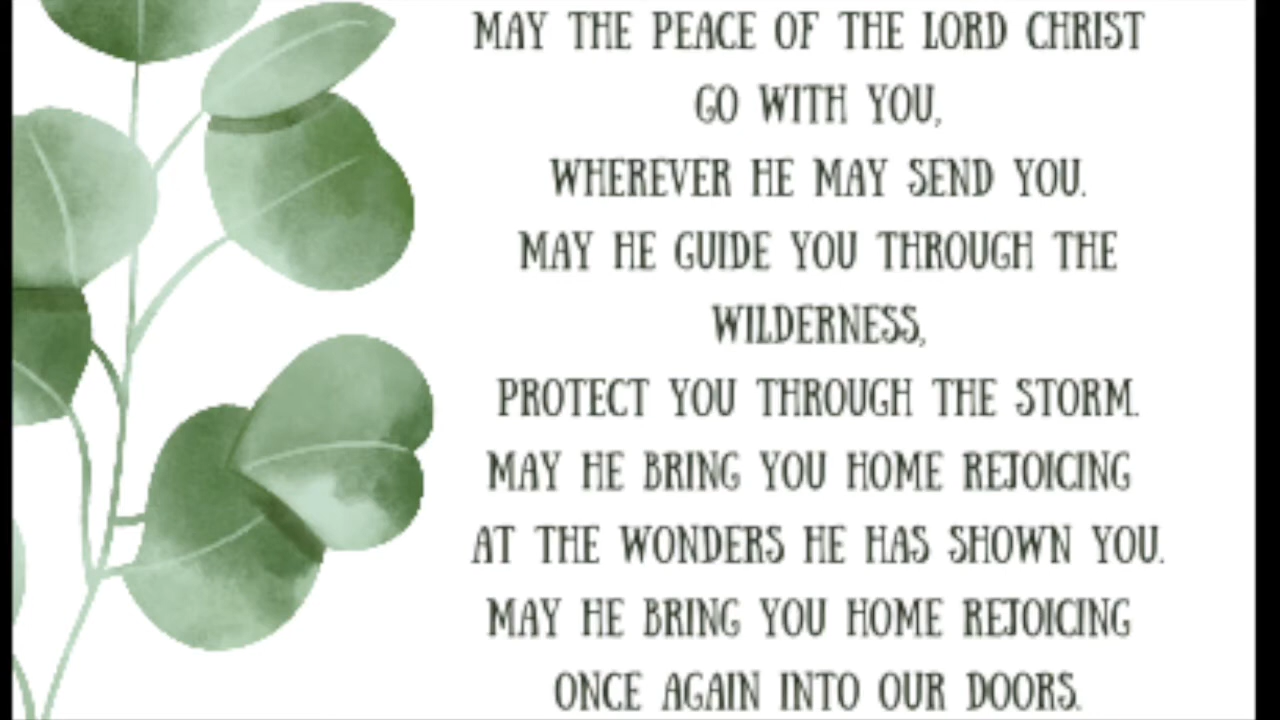 MAY THE PEACE OF THE LORD CHRIST
GO WITH YOU,
WHEREVER HE MAY SEND YOU.
MAY HE GUIDE YOU THROUGH THE
WILDERNESS,
PROTECT YOU THROUGH THE STORM.
MAY HE BRING YOU HOME REJOICING
AT THE WONDERS HE HAS SHOWN YOU.
MAY HE BRING YOU HOME REJOICING
ONCE AGAIN INTO OUR DOORS.